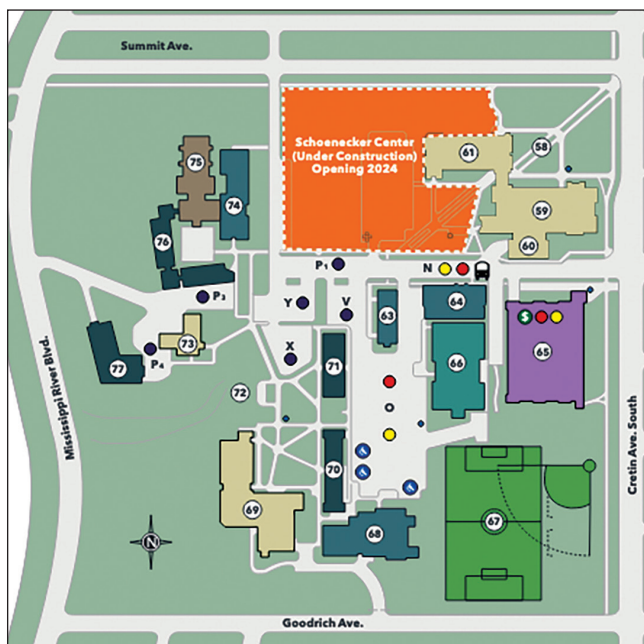 Summit Ave.
Schoenecker Center
(Under Construction)
Opening 2024
58
61
75
74
59
76
60
P1
N
P3
Y
V
63
64
$
65
73
X
71
66
77
P4
72
70
69
67
68
N
Mississippi River Blvd.
Cretin Ave. South
Goodrich Ave.